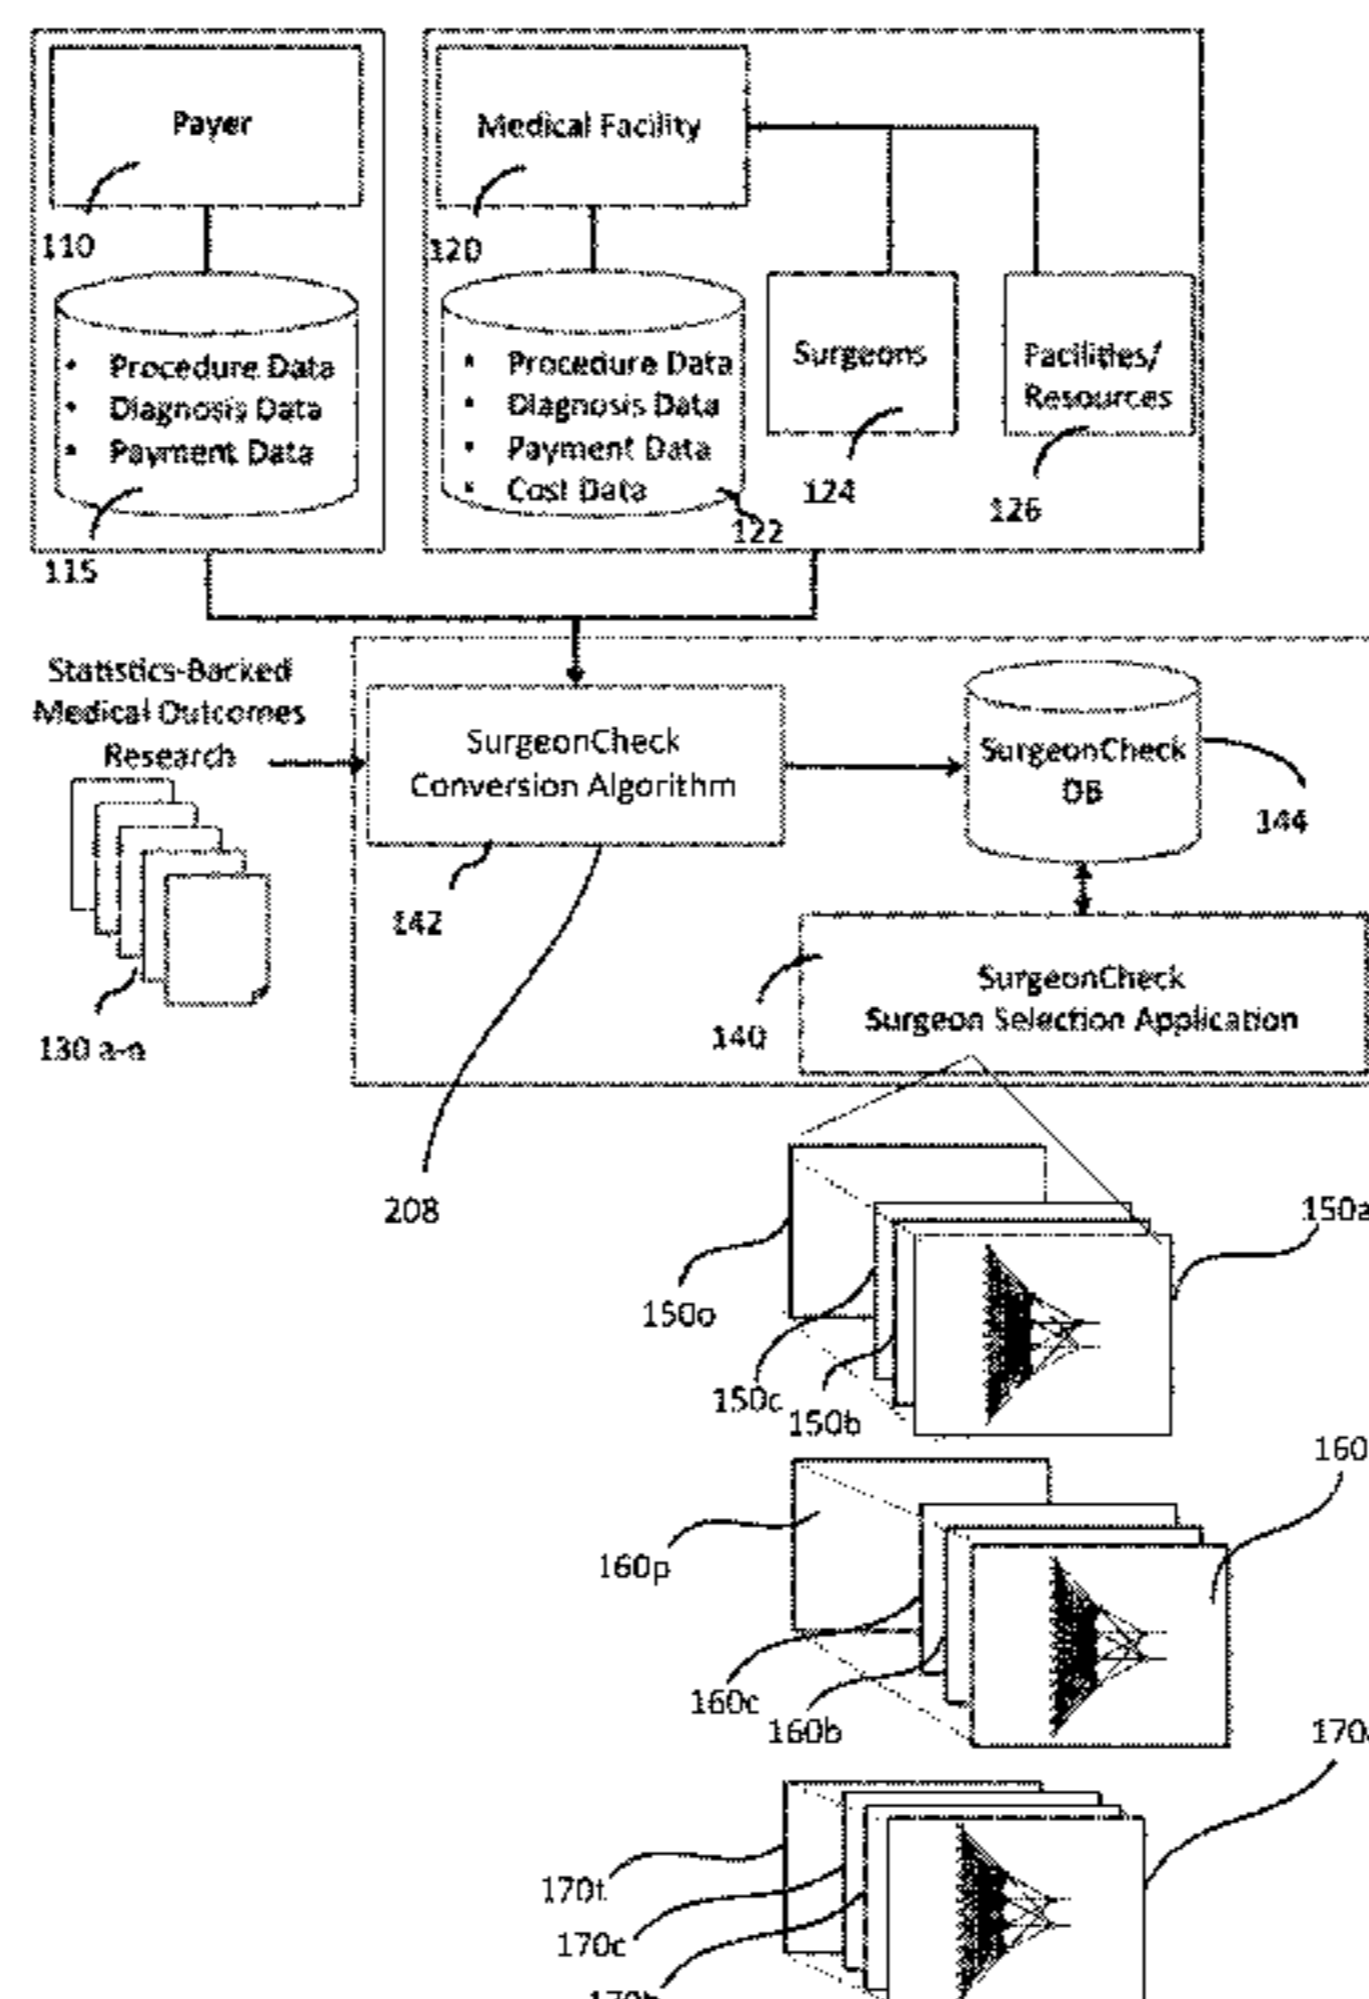 Payer
Medical Facility
110
120
• Procedure Data
• Diagnosis Data
• Payment Data
• Procedure Data
• Diagnosis Data
• Payment Data
• Cost Data
Surgeons
Facilities/
Resources
124
126
122
115
Statistics-Backed
Medical Outcomes
Research
SurgeonCheck
Conversion Algorithm
SurgeonCheck
DB
144
142
130 a-n
140
SurgeonCheck
Surgeon Selection Application
208
150a
150o
150c
150b
160
160p
160c
160b
170
170t
170c
170b